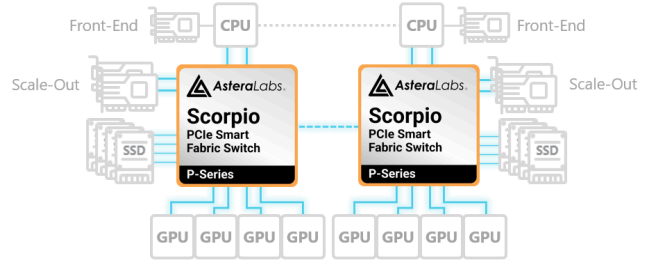 Front-End
CPU
CPU
Front-End
Scale-Out
AsteraLabs®
Scorpio
PCIe Smart
Fabric Switch
P-Series
AsteraLabs®
Scorpio
PCIe Smart
Fabric Switch
P-Series
Scale-Out
SSD
SSD
GPU
GPU
GPU
GPU
GPU
GPU
GPU
GPU